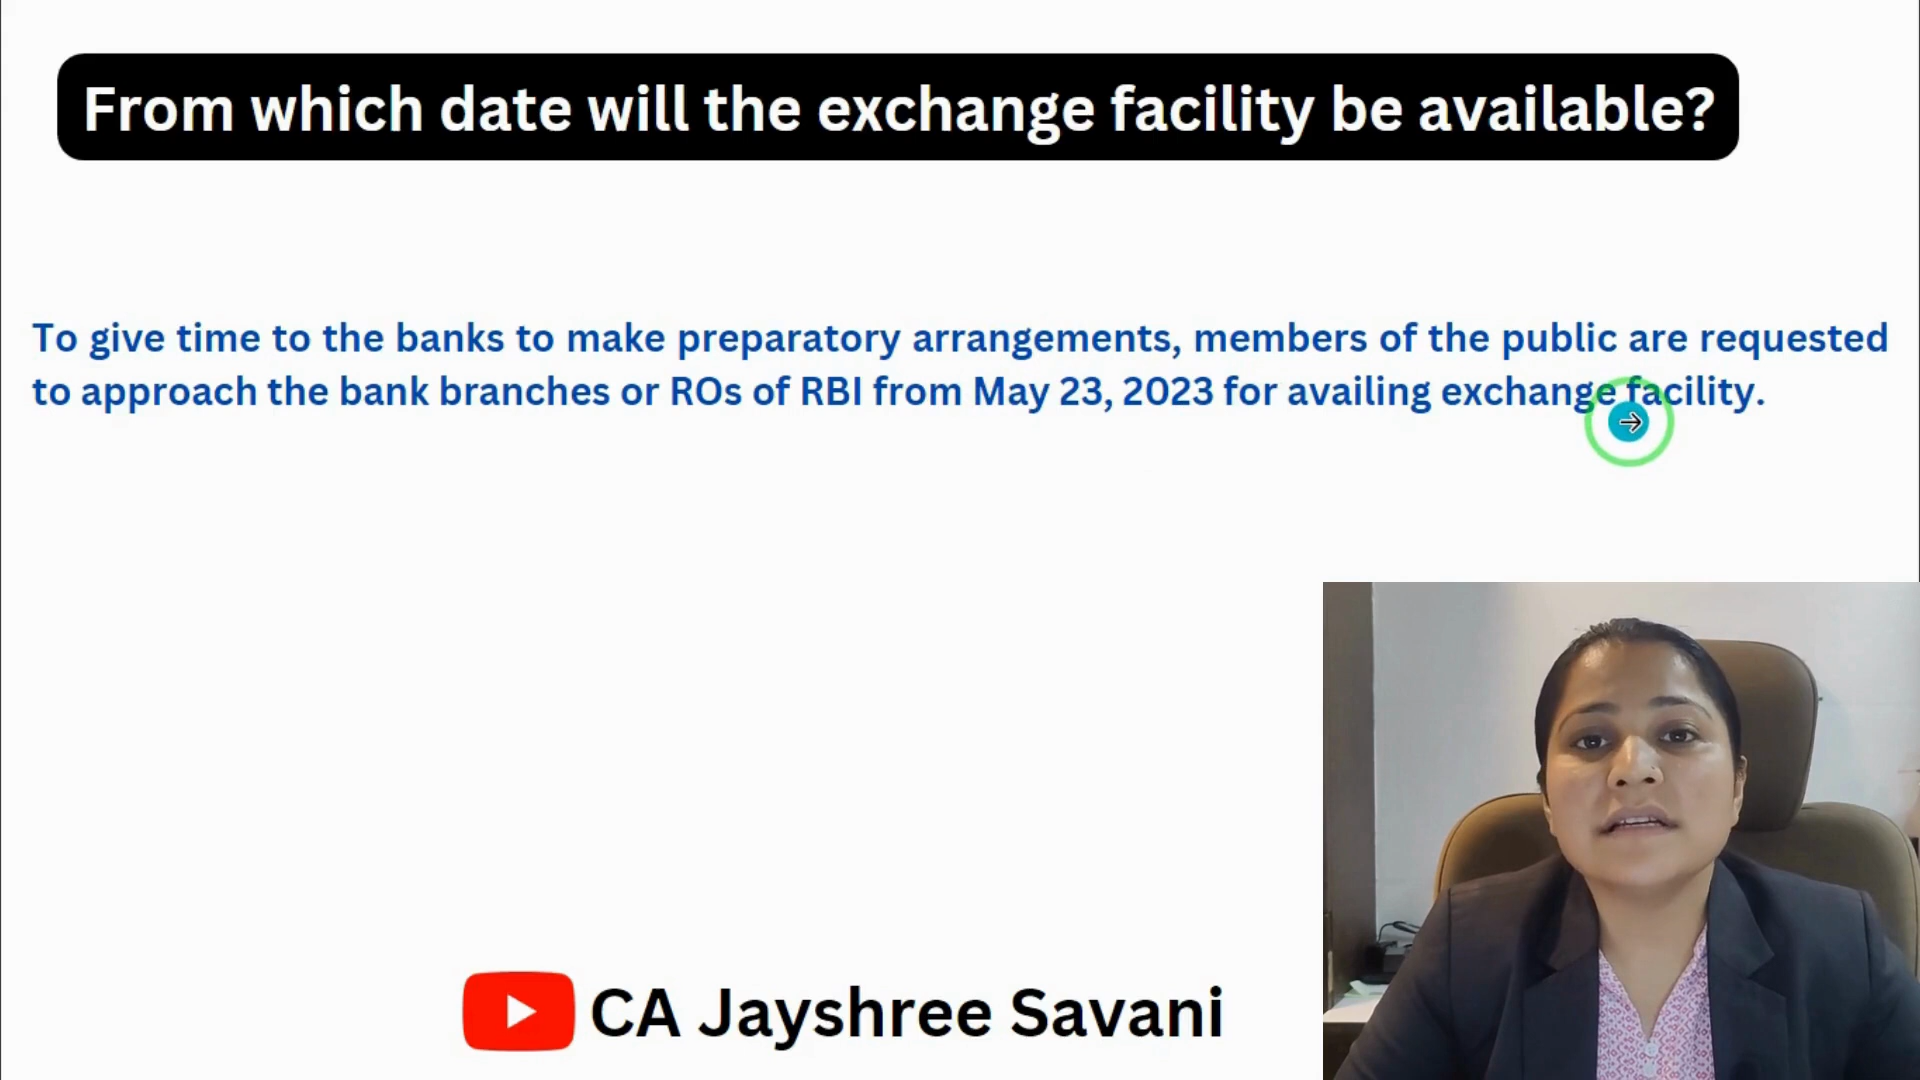 From which date will the exchange facility be available?
To give time to the banks to make preparatory arrangements, members of the public are requested
to approach the bank branches or ROs of RBI from May 23, 2023 for availing exchange facility.
CA Jayshree Savani